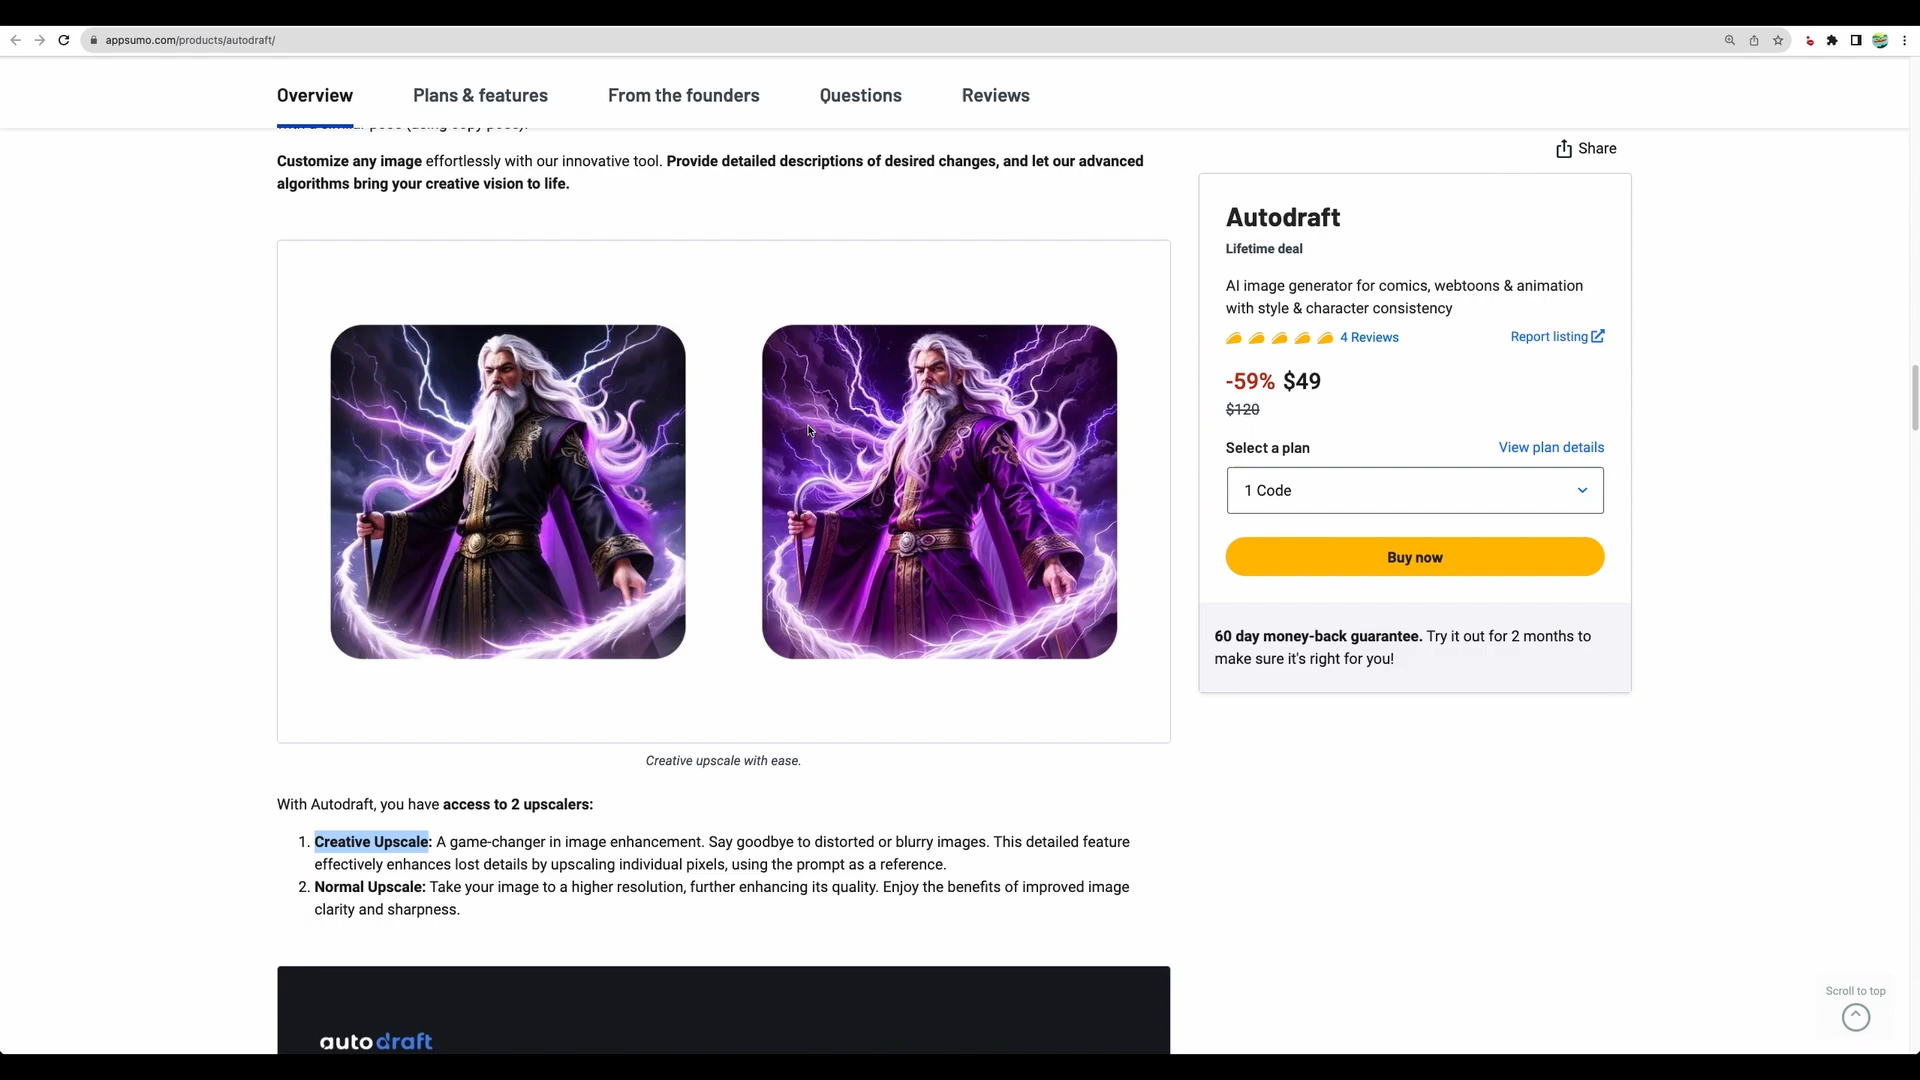 appsumo.com/products/autodraft/
Overview
Plans & features
From the founders
Questions
Reviews
Customize any image effortlessly with our innovative tool. Provide detailed descriptions of desired changes, and let our advanced
algorithms bring your creative vision to life.
Creative upscale with ease.
With Autodraft, you have access to 2 upscalers:
1. Creative Upscale: A game-changer in image enhancement. Say goodbye to distorted or blurry images. This detailed feature
effectively enhances lost details by upscaling individual pixels, using the prompt as a reference.
2. Normal Upscale: Take your image to a higher resolution, further enhancing its quality. Enjoy the benefits of improved image
clarity and sharpness.
autodraft
Share
Autodraft
Lifetime deal
AI image generator for comics, webtoons & animation
with style & character consistency
4 Reviews
Report listing
-59% $49
$120
Select a plan
View plan details
1 Code
Buy now
60 day money-back guarantee. Try it out for 2 months to
make sure it's right for you!
Scroll to top